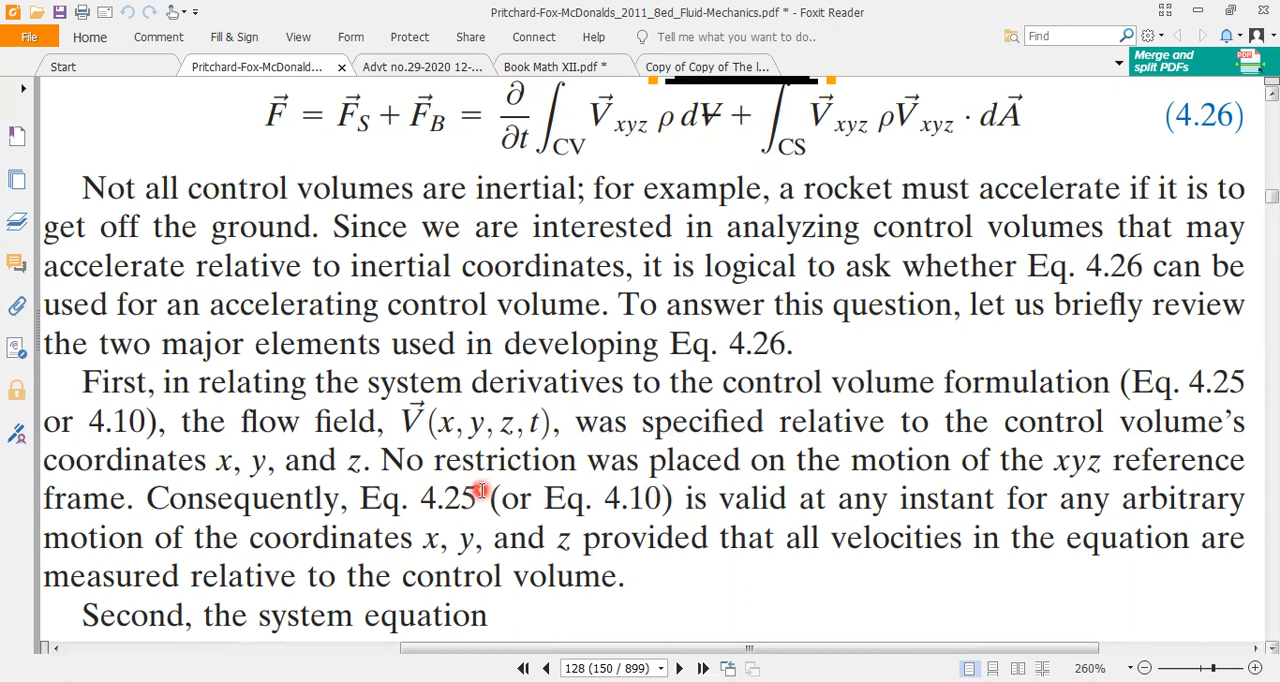 Pritchard-Fox-McDonalds_2011_8ed_Fluid-Mechanics.pdf * - Foxit Reader
File Home Comment Fill & Sign View Form Protect Share Connect Help Tell me what you want to do.. Find
Start Pritchard-Fox-McDonald... Advt no.29-2020 12-... Book Math XII.pdf * Copy of Copy of The l... Merge and split PDFs
F⃗ = F⃗_S + F⃗_B = ∂/∂t ∫_CV V⃗_xyz ρ dV̶ + ∫_CS V⃗_xyz ρV⃗_xyz · dA⃗ (4.26)
Not all control volumes are inertial; for example, a rocket must accelerate if it is to
get off the ground. Since we are interested in analyzing control volumes that may
accelerate relative to inertial coordinates, it is logical to ask whether Eq. 4.26 can be
used for an accelerating control volume. To answer this question, let us briefly review
the two major elements used in developing Eq. 4.26.
First, in relating the system derivatives to the control volume formulation (Eq. 4.25
or 4.10), the flow field, V⃗(x, y, z, t), was specified relative to the control volume's
coordinates x, y, and z. No restriction was placed on the motion of the xyz reference
frame. Consequently, Eq. 4.25 (or Eq. 4.10) is valid at any instant for any arbitrary
motion of the coordinates x, y, and z provided that all velocities in the equation are
measured relative to the control volume.
Second, the system equation
128 (150 / 899) 260%